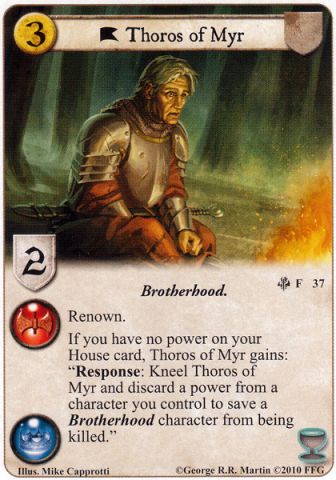 3 Thoros of Myr
2
Brotherhood.
F 37
Renown.
If you have no power on your
House card, Thoros of Myr gains:
“Response: Kneel Thoros of
Myr and discard a power from a
character you control to save a
Brotherhood character from being
killed.”
Illus. Mike Capprotti ©George R.R. Martin ©2010 FFG